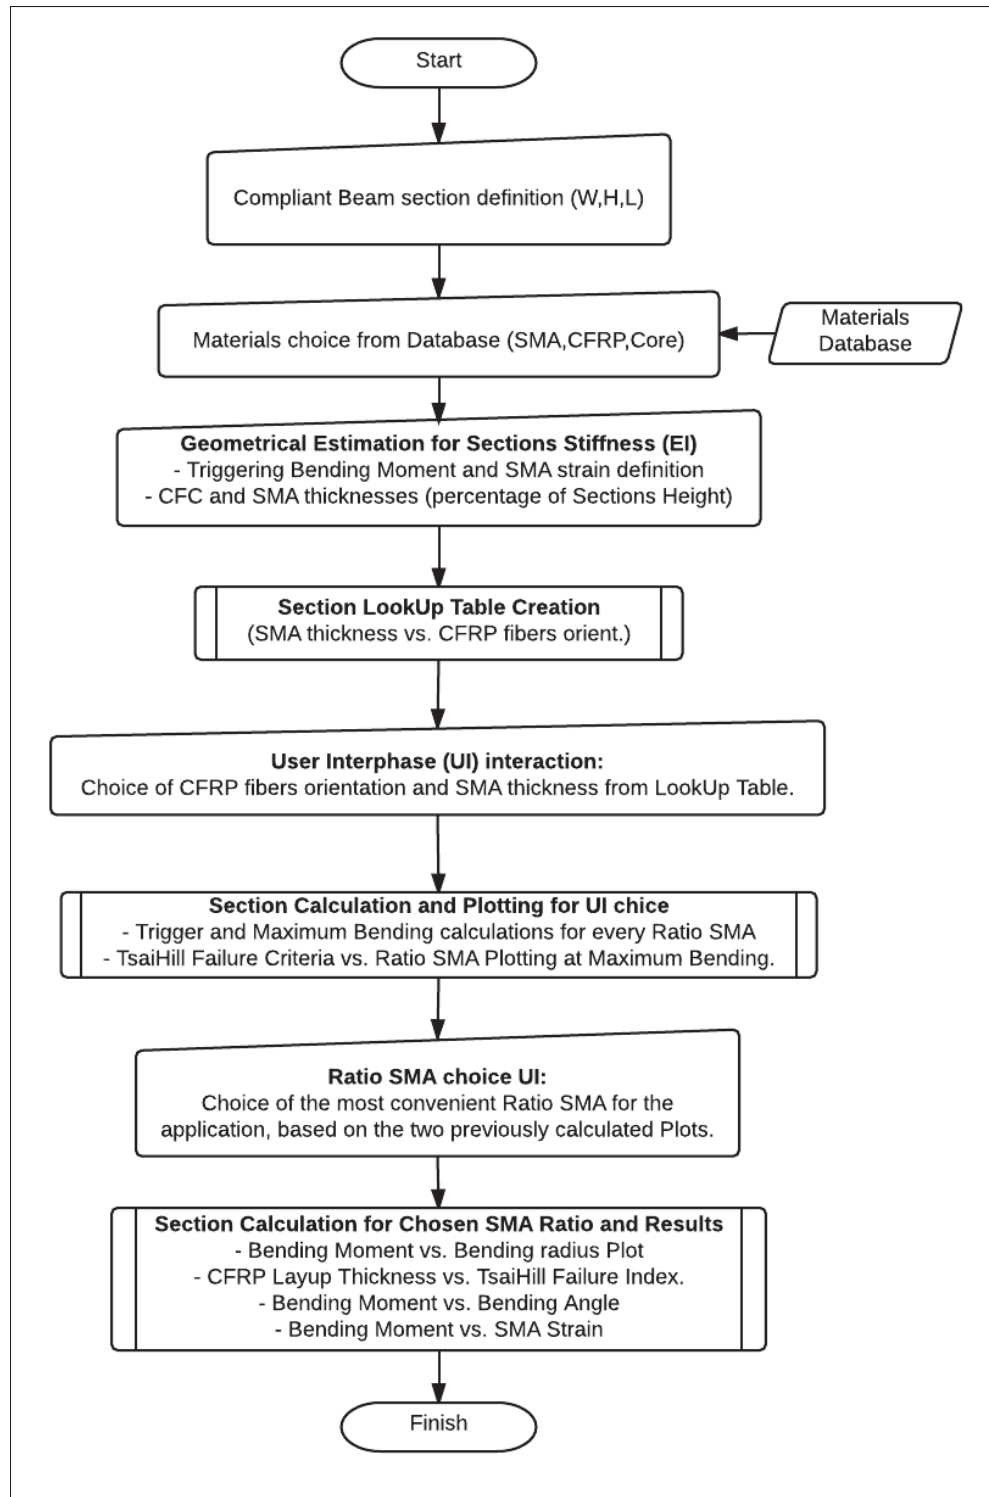 Start
Compliant Beam section definition (W,H,L)
Materials choice from Database (SMA,CFRP,Core)
Materials
Database
Geometrical Estimation for Sections Stiffness (EI)
- Triggering Bending Moment and SMA strain definition
- CFC and SMA thicknesses (percentage of Sections Height)
Section LookUp Table Creation
(SMA thickness vs. CFRP fibers orient.)
User Interphase (UI) interaction:
Choice of CFRP fibers orientation and SMA thickness from LookUp Table.
Section Calculation and Plotting for UI chice
- Trigger and Maximum Bending calculations for every Ratio SMA
- TsaiHill Failure Criteria vs. Ratio SMA Plotting at Maximum Bending.
Ratio SMA choice UI:
Choice of the most convenient Ratio SMA for the
application, based on the two previously calculated Plots.
Section Calculation for Chosen SMA Ratio and Results
- Bending Moment vs. Bending radius Plot
- CFRP Layup Thickness vs. TsaiHill Failure Index.
- Bending Moment vs. Bending Angle
- Bending Moment vs. SMA Strain
Finish